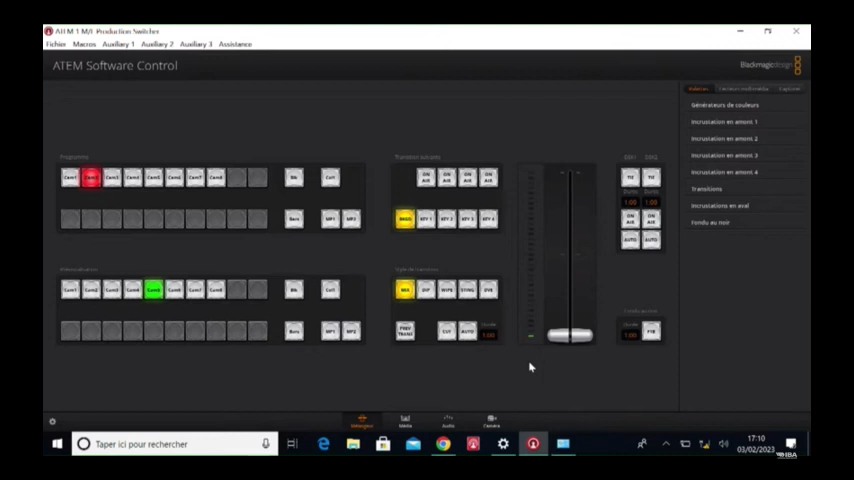 ATEM 1 M/E Production Switcher
Fichier Macros Auxiliary 1 Auxiliary 2 Auxiliary 3 Assistance
ATEM Software Control
Blackmagicdesign
Générateurs de couleurs
Incrustation en amont 1
Incrustation en amont 2
Incrustation en amont 3
Incrustation en amont 4
Transitions
Incrustations en aval
Fondu au noir
Programme
Cam1 Cam2 Cam3 Cam4 Cam5 Cam6 Cam7 Cam8 Blk Col1
Bars MP1 MP2
Transition suivante
ON AIR ON AIR ON AIR ON AIR
BKGD KEY 1 KEY 2 KEY 3 KEY 4
DSK1 DSK2
TIE TIE
1:00 1:00
ON AIR ON AIR
AUTO AUTO
Cam1 Cam2 Cam3 Cam4 Cam5 Cam6 Cam7 Cam8 Blk Col1
Bars MP1 MP2
Style de transition
MIX DIP WIPE STING DVE
PREV TRANS CUT AUTO 1:00
1:00 FTB
Mélangeur Média Audio Caméra
Taper ici pour rechercher
17:10
03/02/2023
HIBA